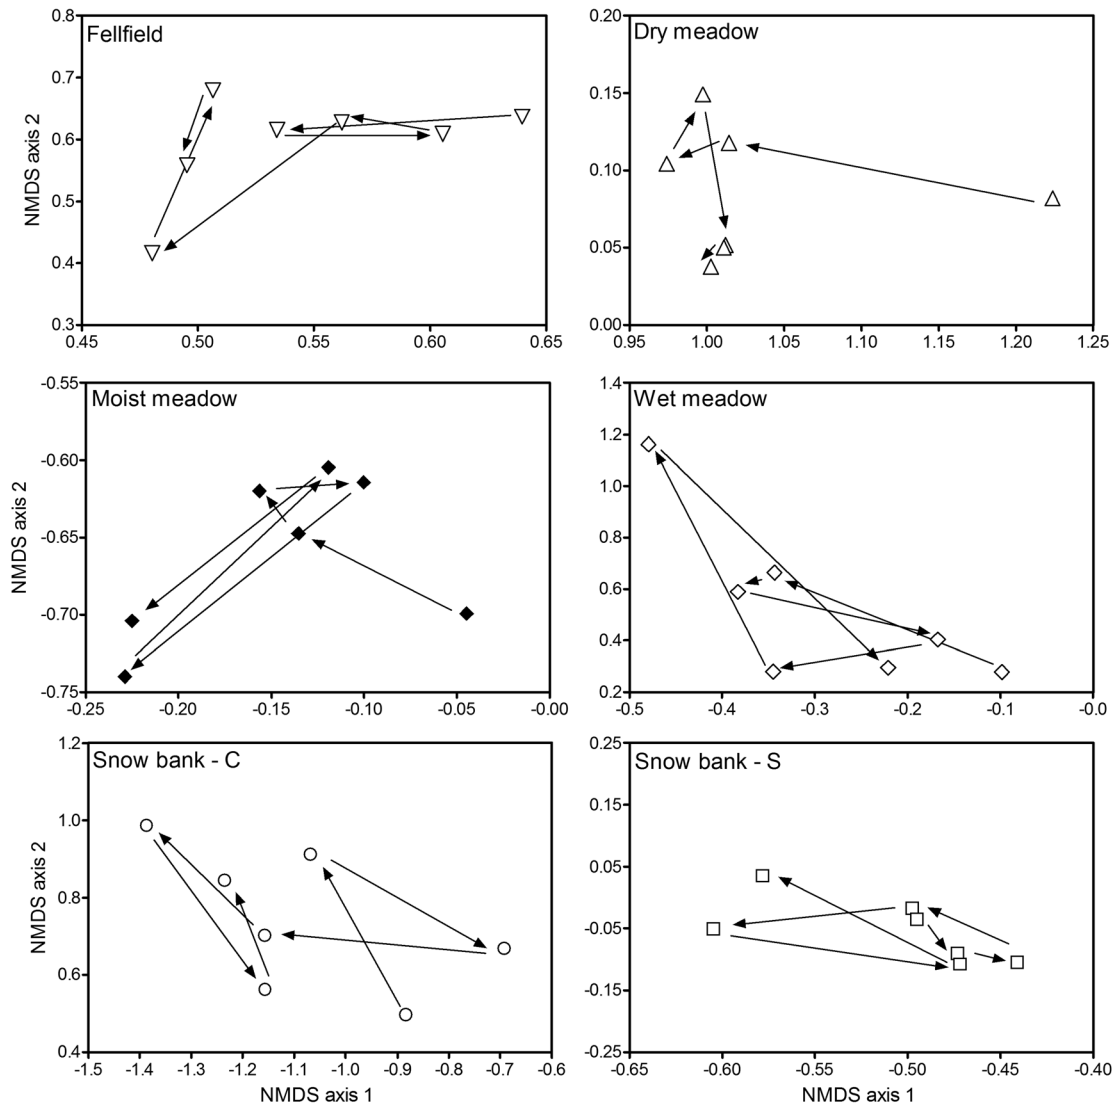 Fellfield
0.8
0.7
0.6
0.5
0.4
0.3
NMDS axis 2
0.45 0.50 0.55 0.60 0.65
Dry meadow
0.20
0.15
0.10
0.05
0.00
0.95 1.00 1.05 1.10 1.15 1.20 1.25
Moist meadow
-0.55
-0.60
-0.65
-0.70
-0.75
NMDS axis 2
-0.25 -0.20 -0.15 -0.10 -0.05 -0.00
Wet meadow
1.4
1.2
1.0
0.8
0.6
0.4
0.2
-0.5 -0.4 -0.3 -0.2 -0.1 -0.0
Snow bank - C
1.2
1.0
0.8
0.6
0.4
NMDS axis 2
-1.5 -1.4 -1.3 -1.2 -1.1 -1.0 -0.9 -0.8 -0.7 -0.6
NMDS axis 1
Snow bank - S
0.25
0.15
0.05
-0.05
-0.15
-0.25
-0.65 -0.60 -0.55 -0.50 -0.45 -0.40
NMDS axis 1